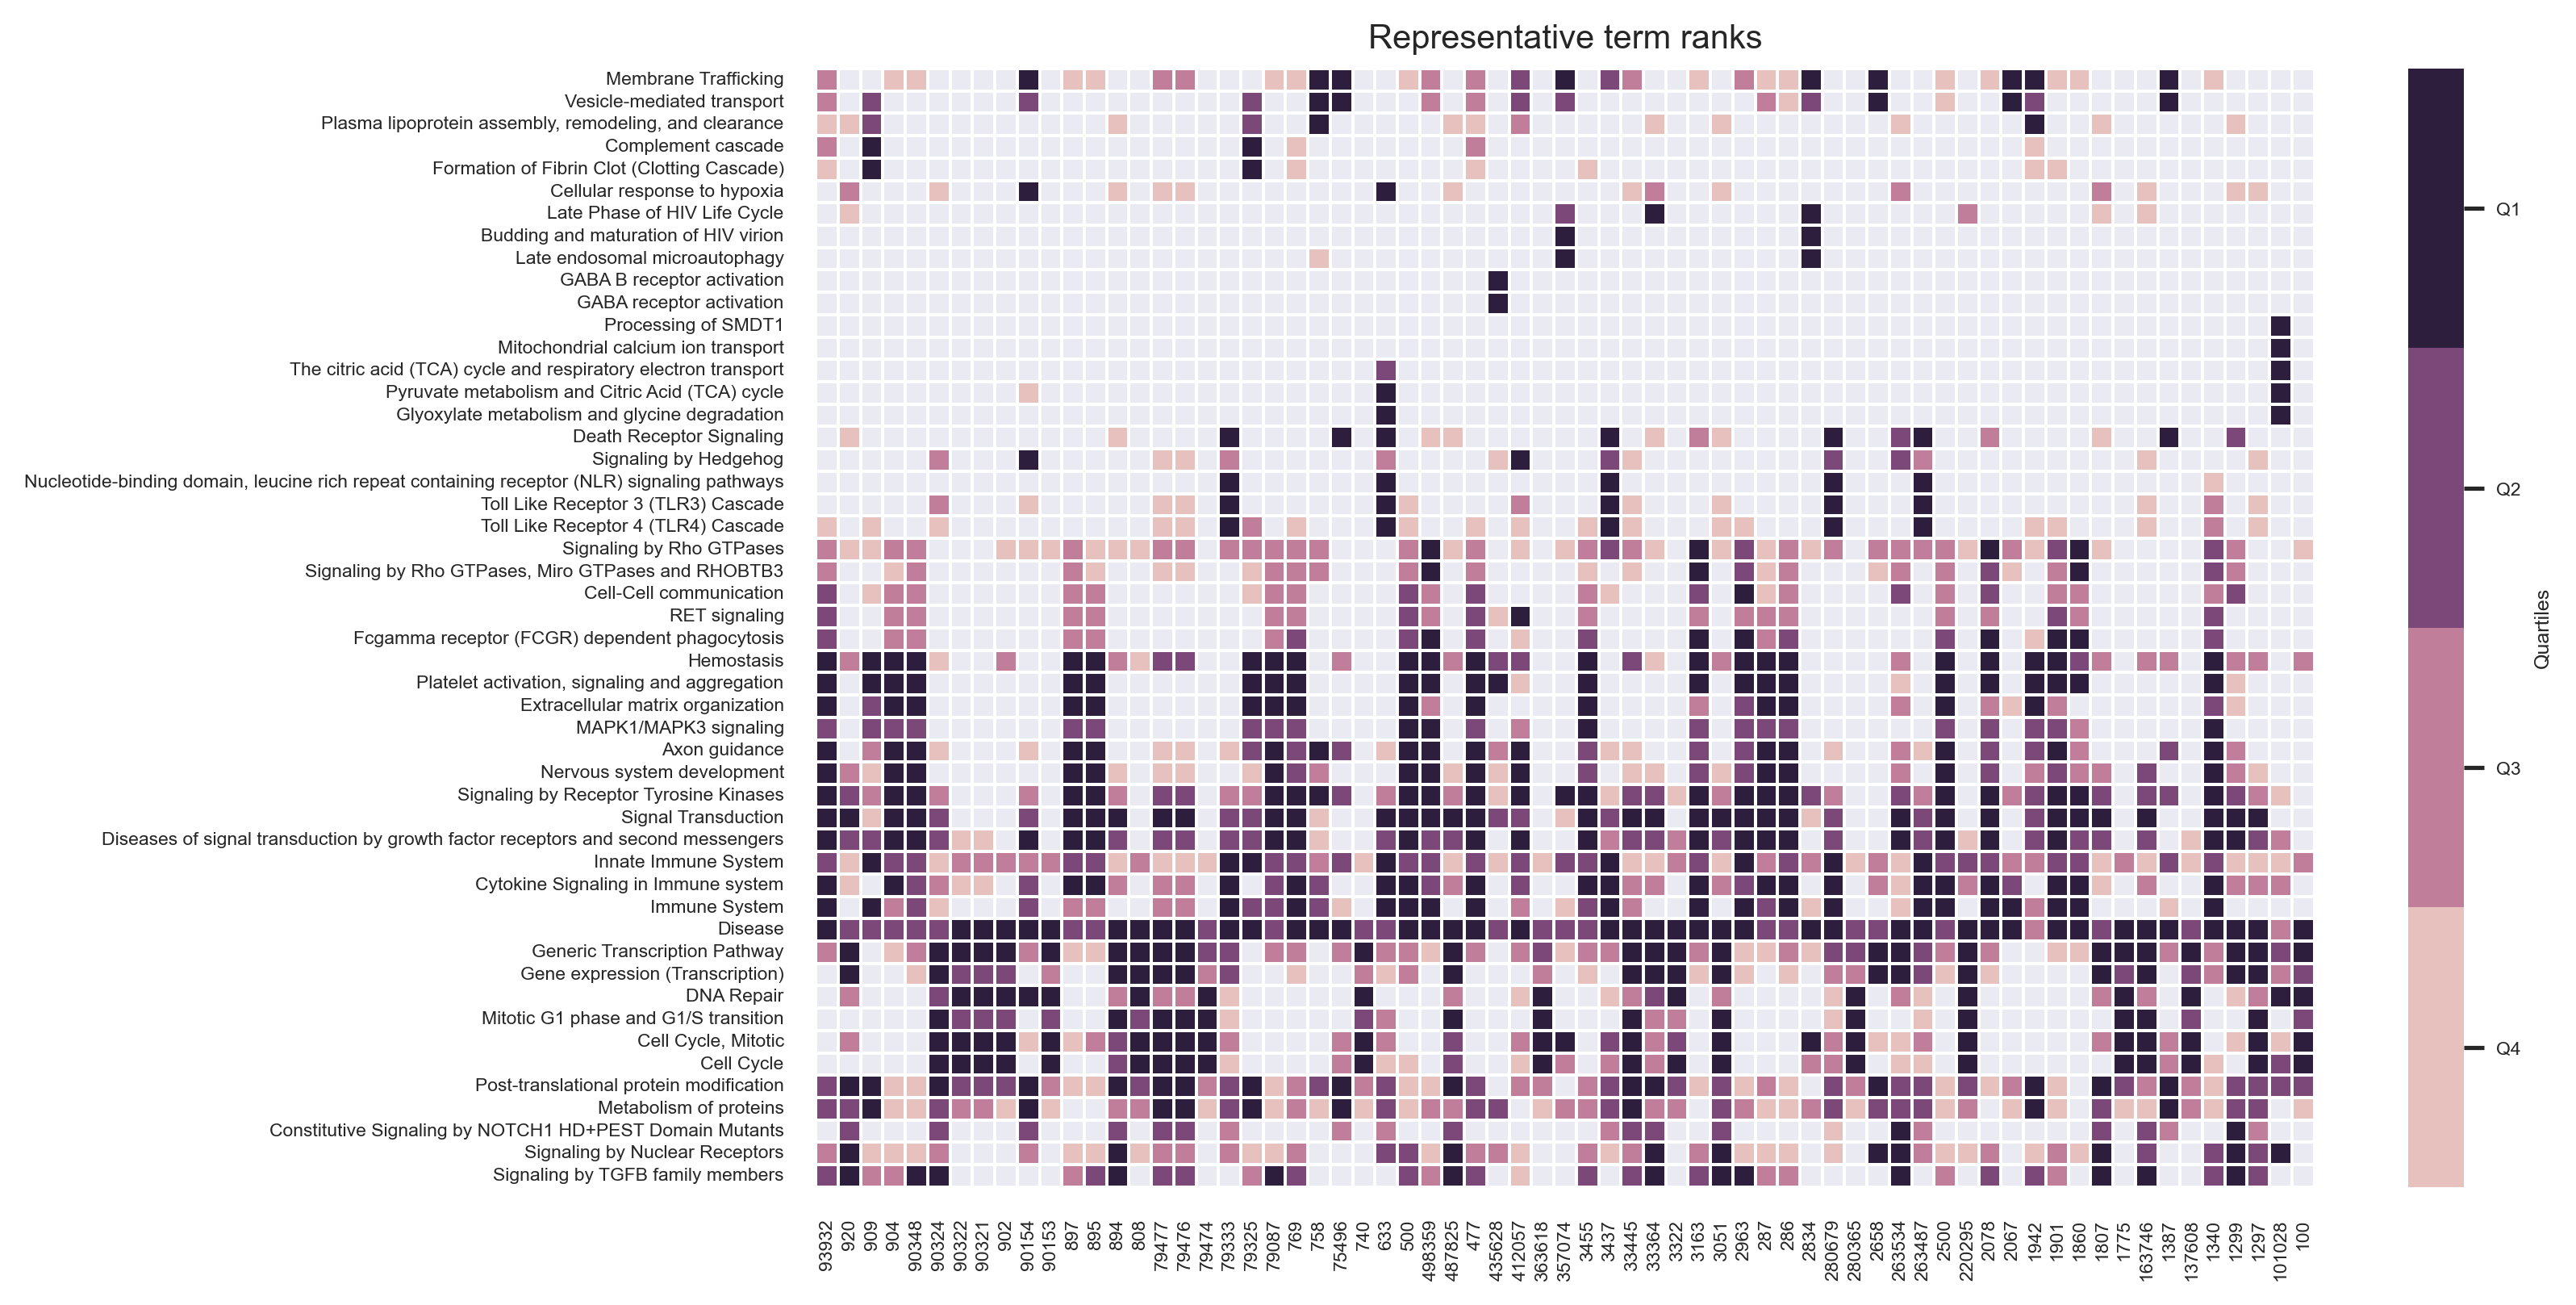 Representative term ranks
Membrane Trafficking
Vesicle-mediated transport
Plasma lipoprotein assembly, remodeling, and clearance
Complement cascade
Formation of Fibrin Clot (Clotting Cascade)
Cellular response to hypoxia
Late Phase of HIV Life Cycle
Budding and maturation of HIV virion
Late endosomal microautophagy
GABA B receptor activation
GABA receptor activation
Processing of SMDT1
Mitochondrial calcium ion transport
The citric acid (TCA) cycle and respiratory electron transport
Pyruvate metabolism and Citric Acid (TCA) cycle
Glyoxylate metabolism and glycine degradation
Death Receptor Signaling
Signaling by Hedgehog
Nucleotide-binding domain, leucine rich repeat containing receptor (NLR) signaling pathways
Toll Like Receptor 3 (TLR3) Cascade
Toll Like Receptor 4 (TLR4) Cascade
Signaling by Rho GTPases
Signaling by Rho GTPases, Miro GTPases and RHOBTB3
Cell-Cell communication
RET signaling
Fcgamma receptor (FCGR) dependent phagocytosis
Hemostasis
Platelet activation, signaling and aggregation
Extracellular matrix organization
MAPK1/MAPK3 signaling
Axon guidance
Nervous system development
Signaling by Receptor Tyrosine Kinases
Signal Transduction
Diseases of signal transduction by growth factor receptors and second messengers
Innate Immune System
Cytokine Signaling in Immune system
Immune System
Disease
Generic Transcription Pathway
Gene expression (Transcription)
DNA Repair
Mitotic G1 phase and G1/S transition
Cell Cycle, Mitotic
Cell Cycle
Post-translational protein modification
Metabolism of proteins
Constitutive Signaling by NOTCH1 HD+PEST Domain Mutants
Signaling by Nuclear Receptors
Signaling by TGFB family members
93932
920
909
904
90348
90324
90322
90321
902
90154
90153
897
895
894
808
79477
79476
79474
79333
79325
79087
769
758
75496
740
633
500
498359
487825
477
435628
412057
363618
357074
3455
3437
33445
33364
3322
3163
3051
2963
287
286
2834
280679
280365
2658
263534
263487
2500
220295
2078
2067
1942
1901
1860
1807
1775
163746
1387
137608
1340
1299
1297
101028
100
Q1
Q2
Q3
Q4
Quartiles